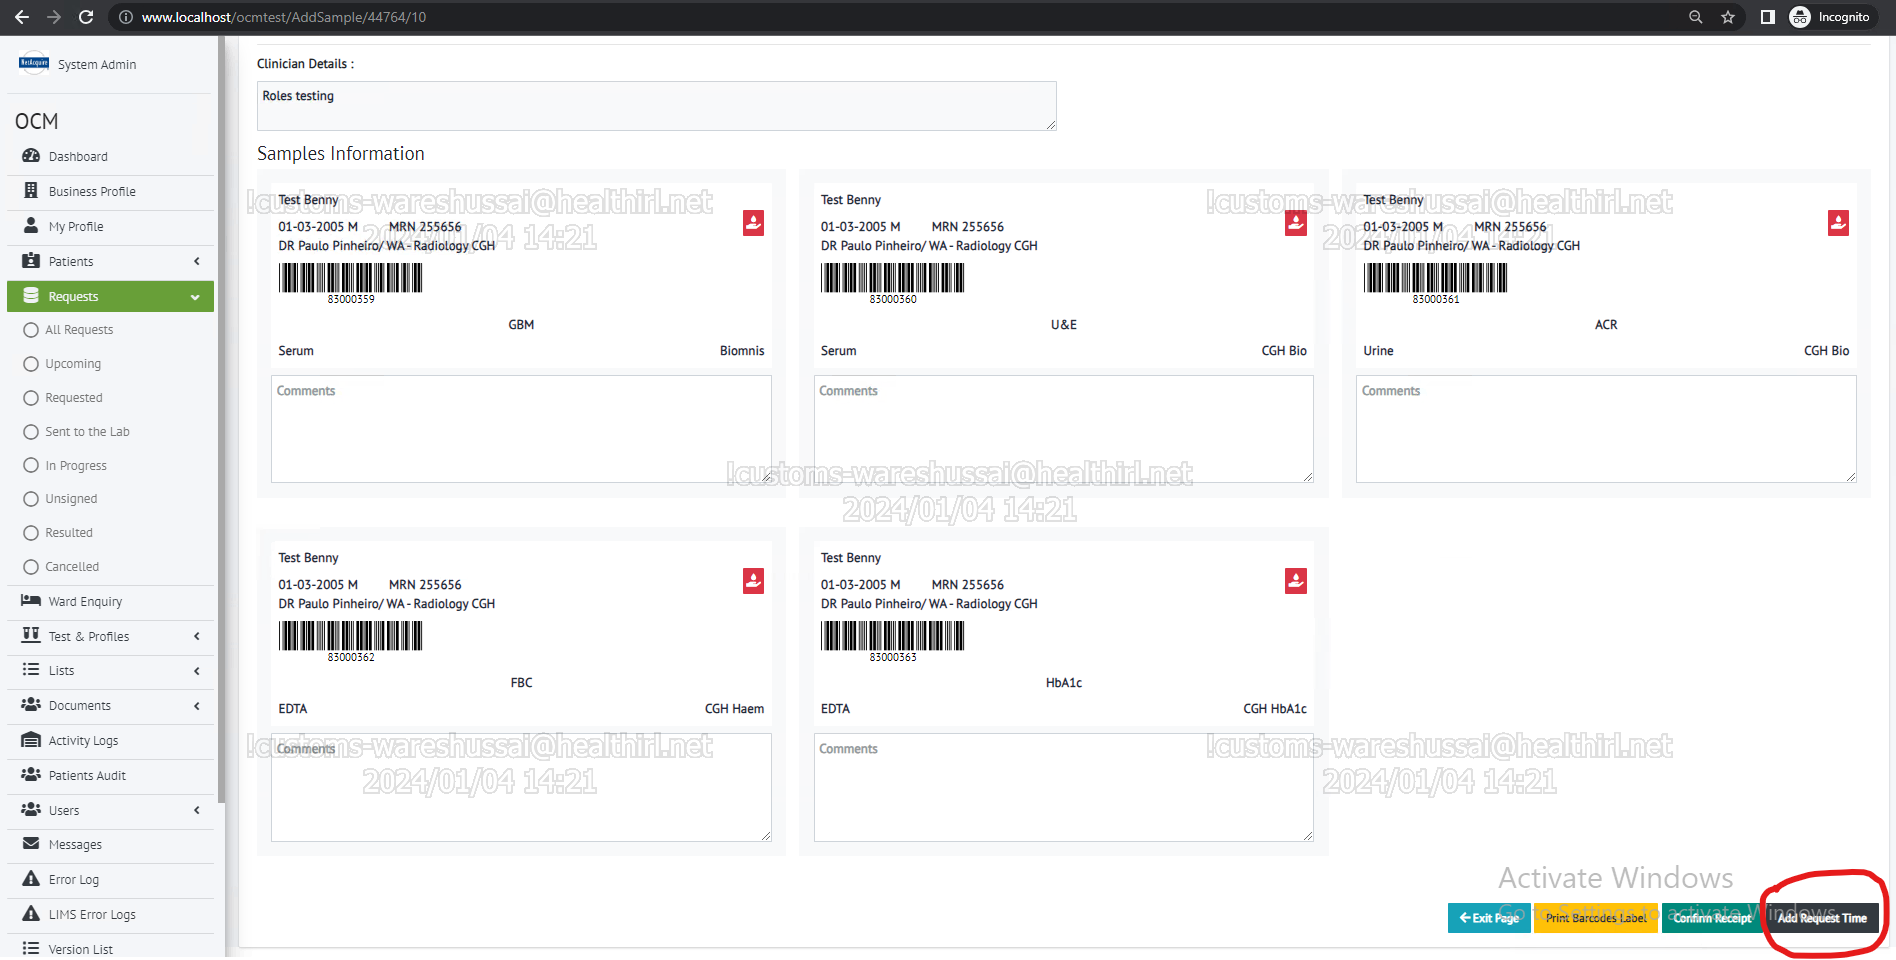 www.localhost/ocmtest/AddSample/44764/10
Incognito
NetAcquire
System Admin
OCM
Dashboard
Business Profile
My Profile
Patients
Requests
All Requests
Upcoming
Requested
Sent to the Lab
In Progress
Unsigned
Resulted
Cancelled
Ward Enquiry
Test & Profiles
Lists
Documents
Activity Logs
Patients Audit
Users
Messages
Error Log
LIMS Error Logs
Version List
Clinician Details :
Roles testing
Samples Information
Test Benny
01-03-2005 M MRN 255656
DR Paulo Pinheiro/ WA - Radiology CGH
83000359
GBM
Serum Biomnis
Comments
Test Benny
01-03-2005 M MRN 255656
DR Paulo Pinheiro/ WA - Radiology CGH
83000360
U&E
Serum CGH Bio
Comments
Test Benny
01-03-2005 M MRN 255656
DR Paulo Pinheiro/ WA - Radiology CGH
83000361
ACR
Urine CGH Bio
Comments
Test Benny
01-03-2005 M MRN 255656
DR Paulo Pinheiro/ WA - Radiology CGH
83000362
FBC
EDTA CGH Haem
Comments
Test Benny
01-03-2005 M MRN 255656
DR Paulo Pinheiro/ WA - Radiology CGH
83000363
HbA1c
EDTA CGH HbA1c
Comments
!customs-wareshussai@healthirl.net
2024/01/04 14:21
!customs-wareshussai@healthirl.net
2024/01/04 14:21
!customs-wareshussai@healthirl.net
2024/01/04 14:21
!customs-wareshussai@healthirl.net
2024/01/04 14:21
!customs-wareshussai@healthirl.net
2024/01/04 14:21
Activate Windows
Go to Settings to activate Windows.
Exit Page
Print Barcodes Label
Confirm Receipt
Add Request Time